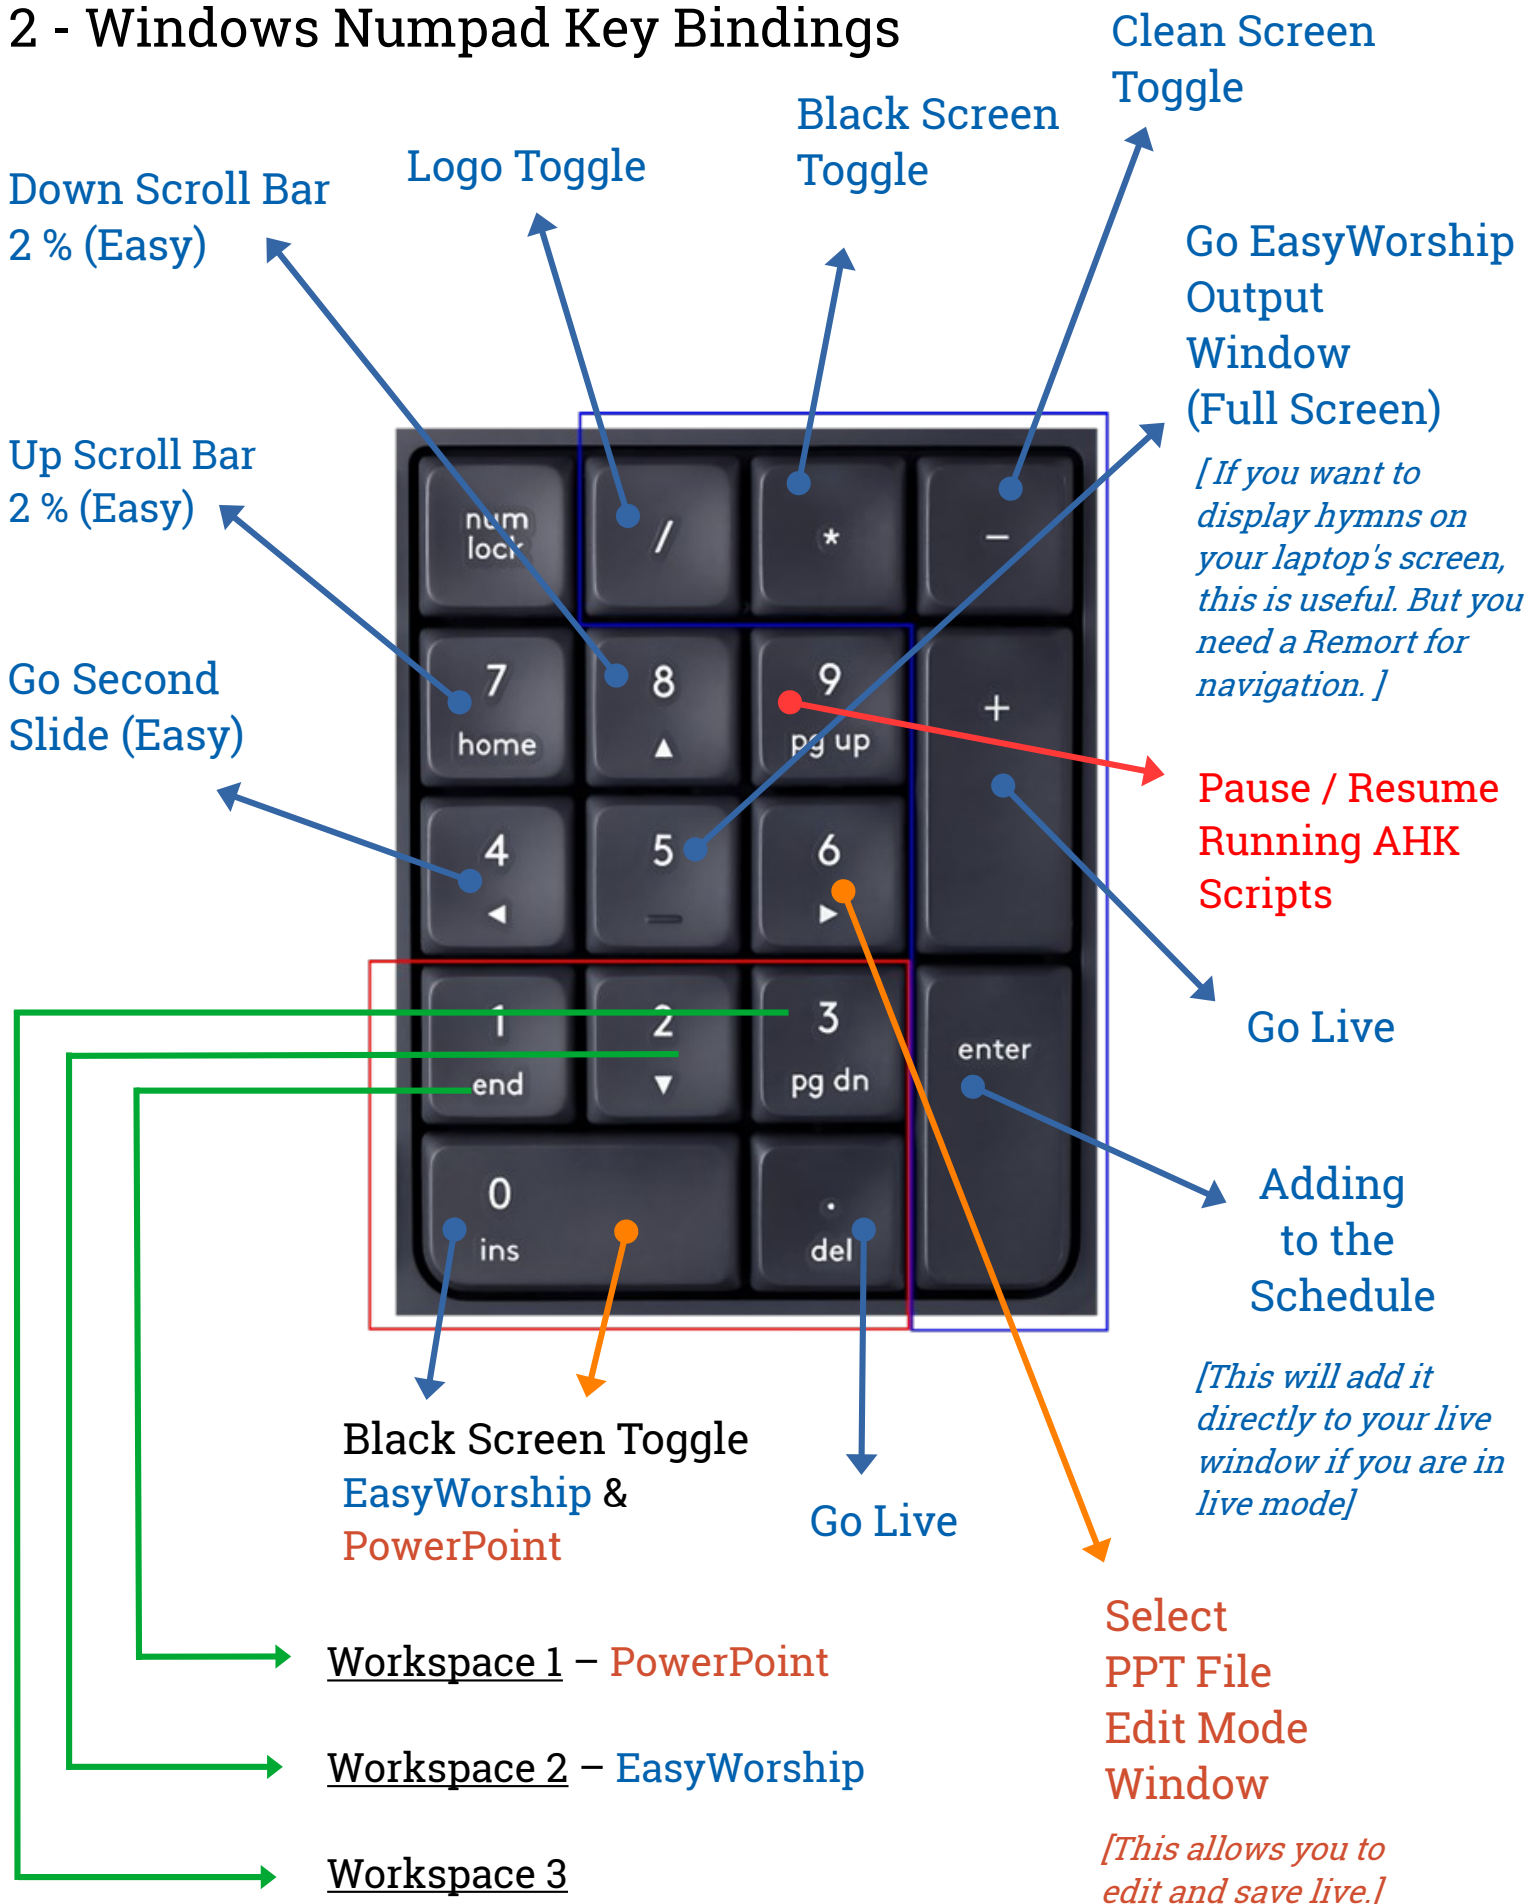 2 - Windows Numpad Key Bindings
Clean Screen
Toggle
Black Screen
Toggle
Logo Toggle
Down Scroll Bar
2 % (Easy)
Go EasyWorship
Output
Window
(Full Screen)
[ If you want to
display hymns on
your laptop's screen,
this is useful. But you
need a Remort for
navigation. ]
Up Scroll Bar
2 % (Easy)
Go Second
Slide (Easy)
num
lock
/
*
–
7
home
8
▲
9
pg up
+
4
◀
5
6
▶
1
end
2
▼
3
pg dn
enter
0
ins
.
del
Pause / Resume
Running AHK
Scripts
Go Live
Adding
to the
Schedule
[This will add it
directly to your live
window if you are in
live mode]
Black Screen Toggle
EasyWorship &
PowerPoint
Go Live
Select
PPT File
Edit Mode
Window
[This allows you to
edit and save live.]
Workspace 1 – PowerPoint
Workspace 2 – EasyWorship
Workspace 3